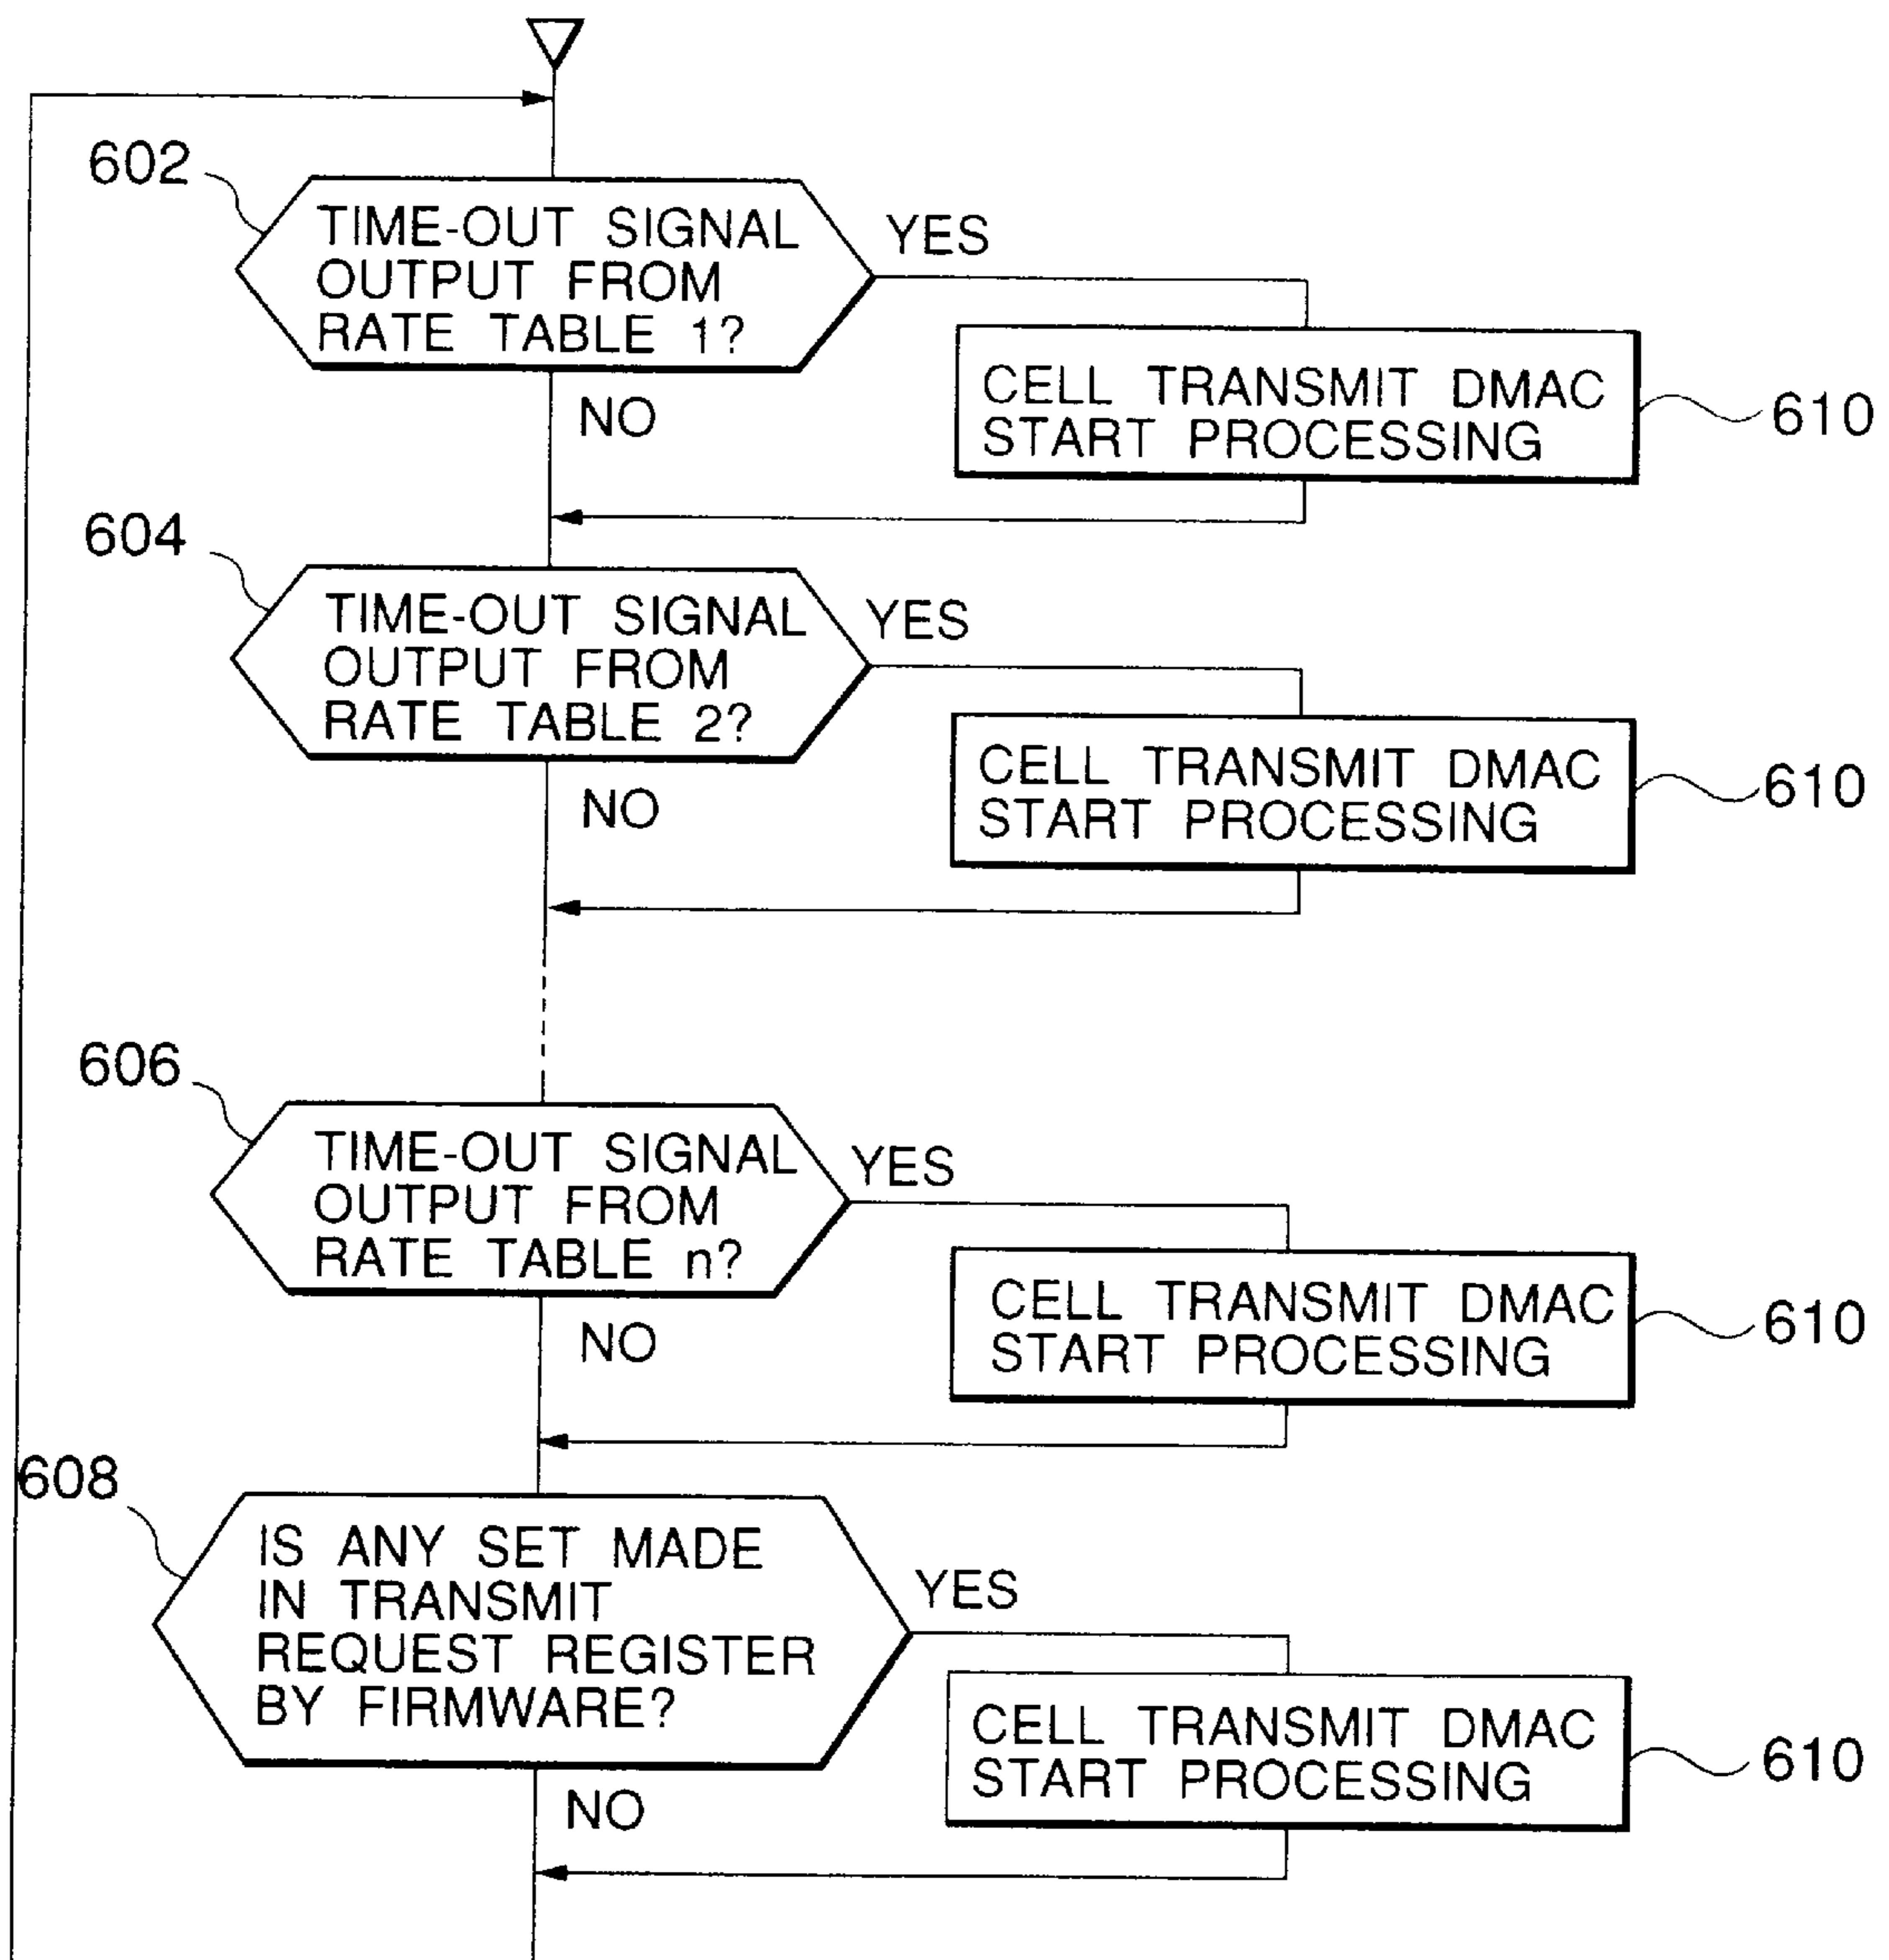 602
TIME-OUT SIGNAL
OUTPUT FROM
RATE TABLE 1?
YES
NO
CELL TRANSMIT DMAC
START PROCESSING
610
604
TIME-OUT SIGNAL
OUTPUT FROM
RATE TABLE 2?
YES
NO
CELL TRANSMIT DMAC
START PROCESSING
610
606
TIME-OUT SIGNAL
OUTPUT FROM
RATE TABLE n?
YES
NO
CELL TRANSMIT DMAC
START PROCESSING
610
608
IS ANY SET MADE
IN TRANSMIT
REQUEST REGISTER
BY FIRMWARE?
YES
NO
CELL TRANSMIT DMAC
START PROCESSING
610